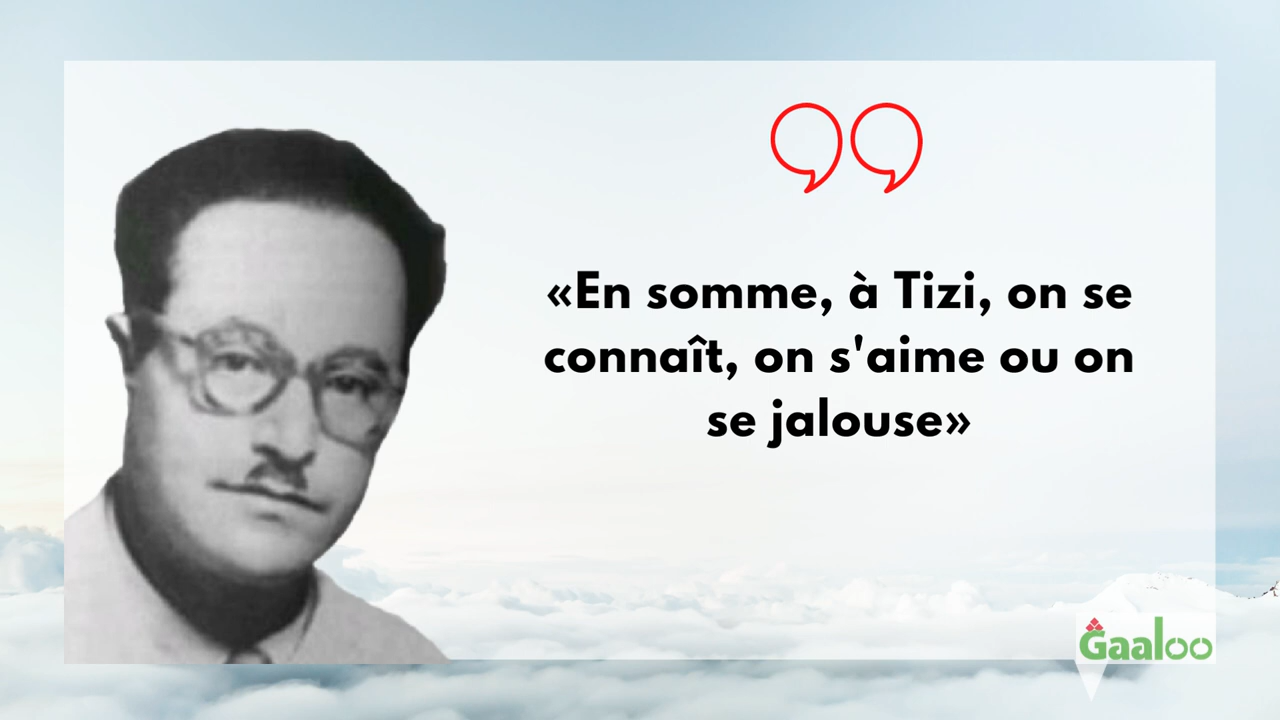 «En somme, à Tizi, on se
connaît, on s'aime ou on
se jalouse»
Gaaloo